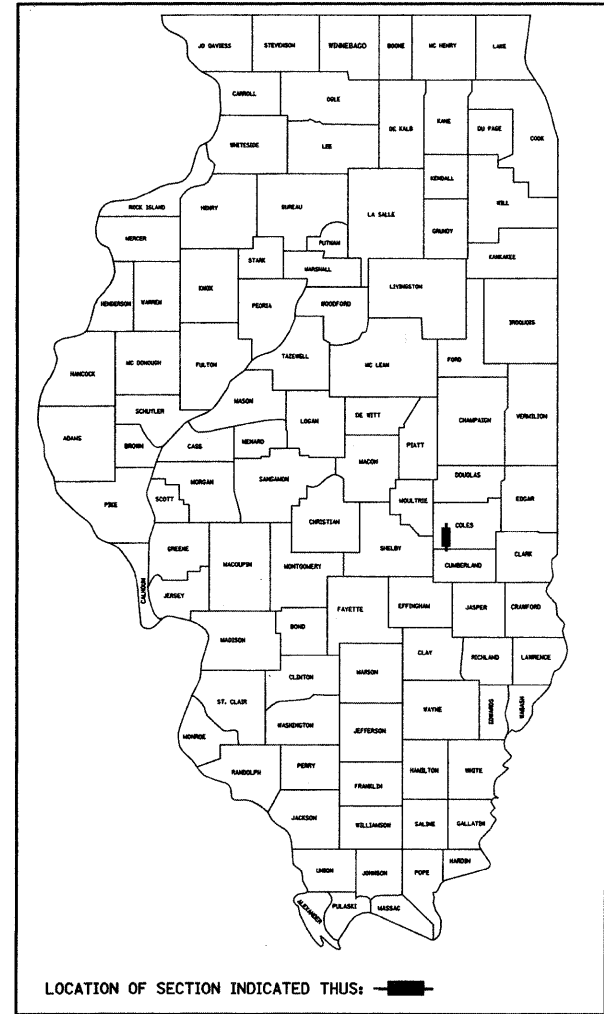 JO DAVIESS
STEVENSON
WINNEBAGO
BOONE
MC HENRY
LAKE
CARROLL
OGLE
DE KALB
KANE
DU PAGE
COOK
WHITESIDE
LEE
KENDALL
WILL
ROCK ISLAND
HENRY
BUREAU
LA SALLE
GRUNDY
MERCER
PUTNAM
KANKAKEE
STARK
MARSHALL
HENDERSON
WARREN
KNOX
PEORIA
WOODFORD
LIVINGSTON
IROQUOIS
HANCOCK
MC DONOUGH
FULTON
TAZEWELL
MC LEAN
FORD
SCHUYLER
MASON
LOGAN
DE WITT
PIATT
CHAMPAIGN
VERMILION
ADAMS
BROWN
CASS
MENARD
MACON
DOUGLAS
EDGAR
PIKE
SCOTT
MORGAN
SANGAMON
CHRISTIAN
MOULTRIE
COLES
GREENE
MACOUPIN
MONTGOMERY
SHELBY
CUMBERLAND
CLARK
CALHOUN
JERSEY
FAYETTE
EFFINGHAM
JASPER
CRAWFORD
MADISON
BOND
CLAY
RICHLAND
LAWRENCE
CLINTON
MARSON
ST. CLAIR
WAYNE
EDWARDS
WABASH
WASHINGTON
JEFFERSON
MONROE
RANDOLPH
PERRY
FRANKLIN
HAMILTON
WHITE
JACKSON
WILLIAMSON
SALINE
GALLATIN
UNION
JOHNSON
POPE
HARDIN
ALEXANDER
PULASKI
MASSAC
LOCATION OF SECTION INDICATED THUS: